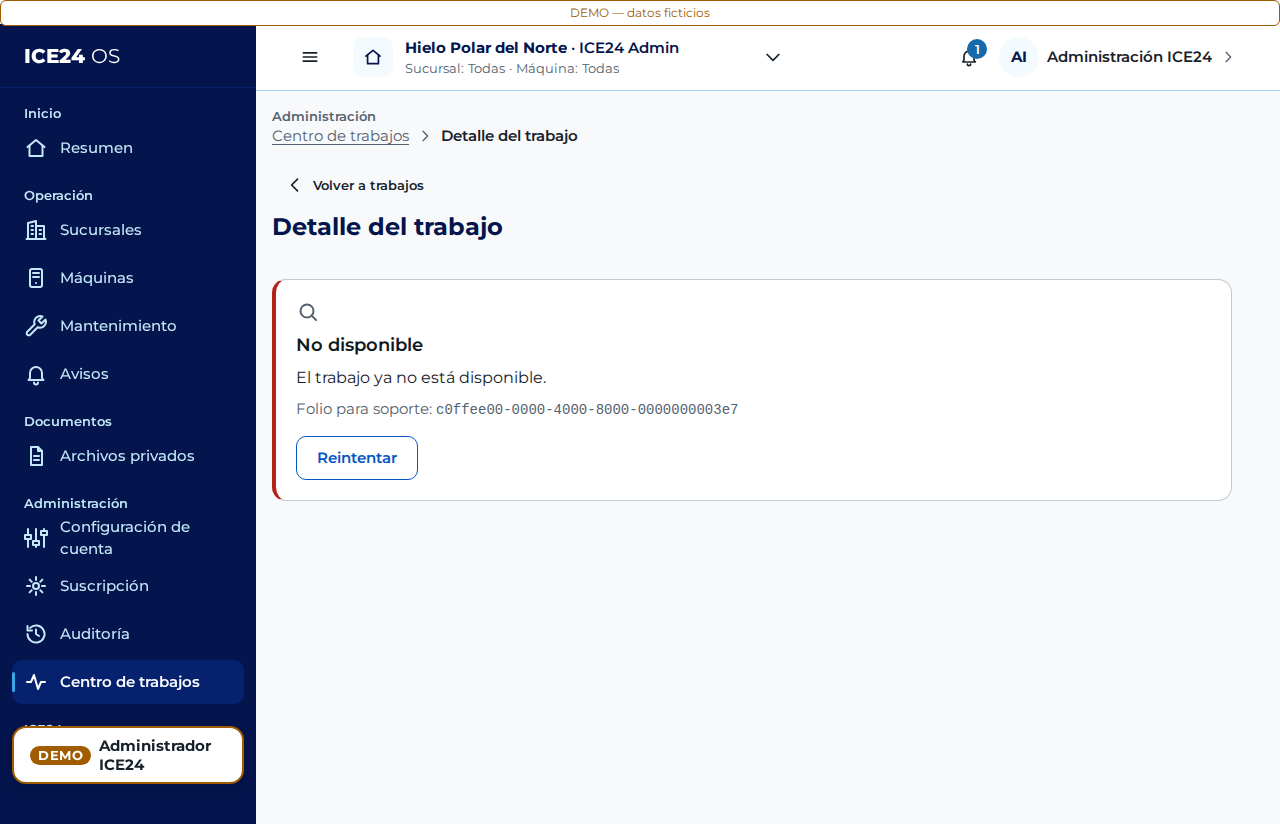 DEMO — datos ficticios
ICE24 OS
Inicio
Resumen
Operación
Sucursales
Máquinas
Mantenimiento
Avisos
Documentos
Archivos privados
Administración
Configuración de
cuenta
Suscripción
Auditoría
Centro de trabajos
DEMO
Administrador
ICE24
Hielo Polar del Norte · ICE24 Admin
Sucursal: Todas · Máquina: Todas
1
AI
Administración ICE24
Administración
Centro de trabajos
Detalle del trabajo
Volver a trabajos
Detalle del trabajo
No disponible
El trabajo ya no está disponible.
Folio para soporte: c0ffee00-0000-4000-8000-0000000003e7
Reintentar